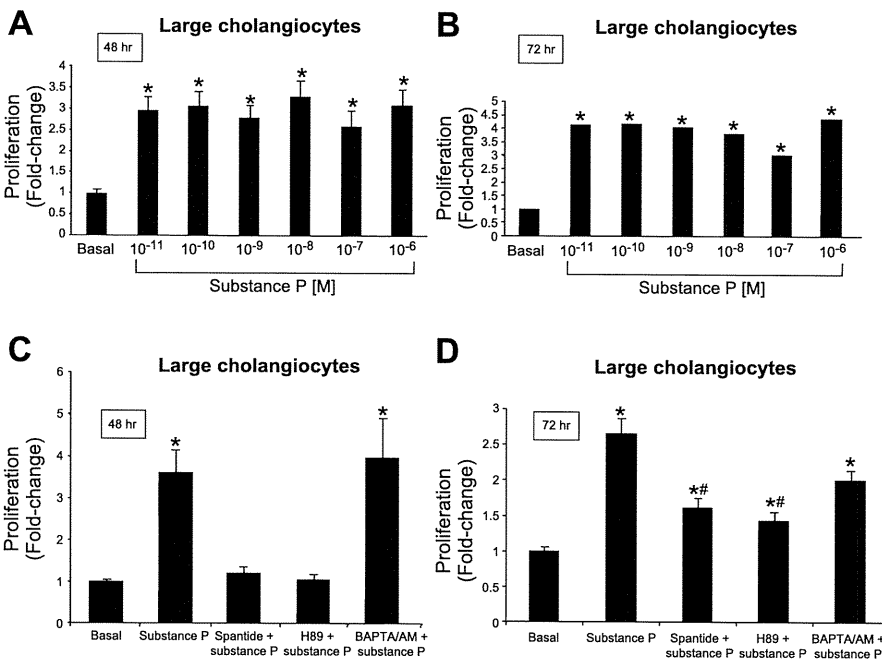 A
Large cholangiocytes
48 hr
Proliferation
(Fold-change)
4
3.5
3
2.5
2
1.5
1
0.5
0
* * * * * *
Basal 10-11 10-10 10-9 10-8 10-7 10-6
Substance P [M]
B
Large cholangiocytes
72 hr
Proliferation
(Fold-change)
5
4.5
4
3.5
3
2.5
2
1.5
1
0.5
0
* * * * * *
Basal 10-11 10-10 10-9 10-8 10-7 10-6
Substance P [M]
C
Large cholangiocytes
48 hr
Proliferation
(Fold-change)
6
5
4
3
2
1
0
* *
Basal Substance P Spantide + substance P H89 + substance P BAPTA/AM + substance P
D
Large cholangiocytes
72 hr
Proliferation
(Fold-change)
3
2.5
2
1.5
1
0.5
0
* *# *# *
Basal Substance P Spantide + substance P H89 + substance P BAPTA/AM + substance P